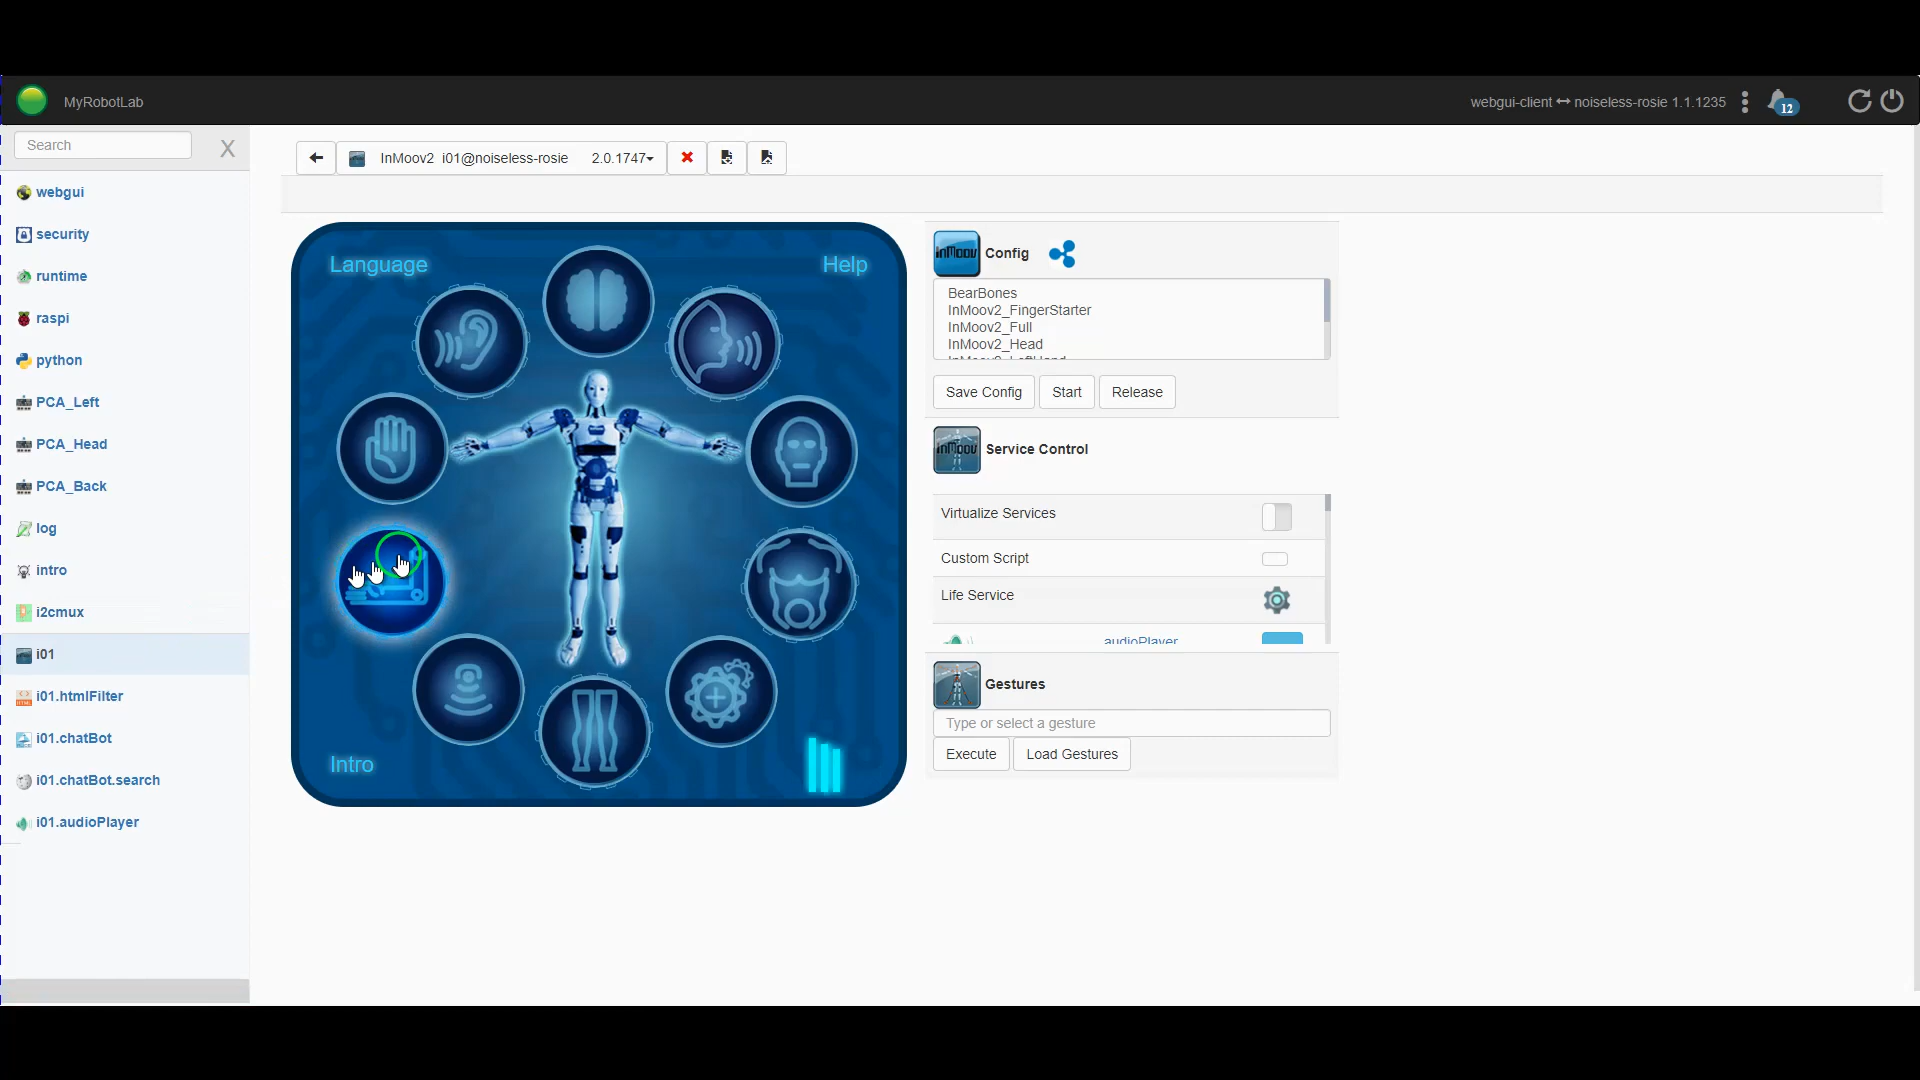 MyRobotLab
webgui-client noiseless-rosie 1.1.1235
12
Search
X
webgui
security
runtime
raspi
python
PCA_Left
PCA_Head
PCA_Back
log
intro
i2cmux
i01
i01.htmlFilter
i01.chatBot
i01.chatBot.search
i01.audioPlayer
InMoov2 i01@noiseless-rosie 2.0.1747
Language
Help
Intro
inMoov
Config
BearBones
InMoov2_FingerStarter
InMoov2_Full
InMoov2_Head
InMoov2_LeftHand
Save Config
Start
Release
inMoov
Service Control
Virtualize Services
Custom Script
Life Service
audioPlayer
Gestures
Type or select a gesture
Execute
Load Gestures